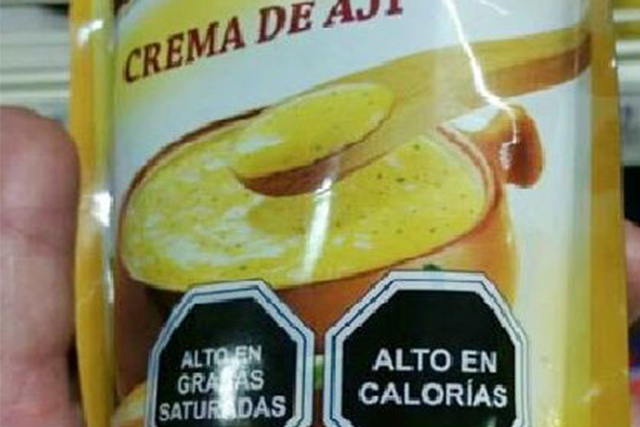 CREMA DE AJÍ
ALTO EN
GRASAS
SATURADAS
ALTO EN
CALORÍAS